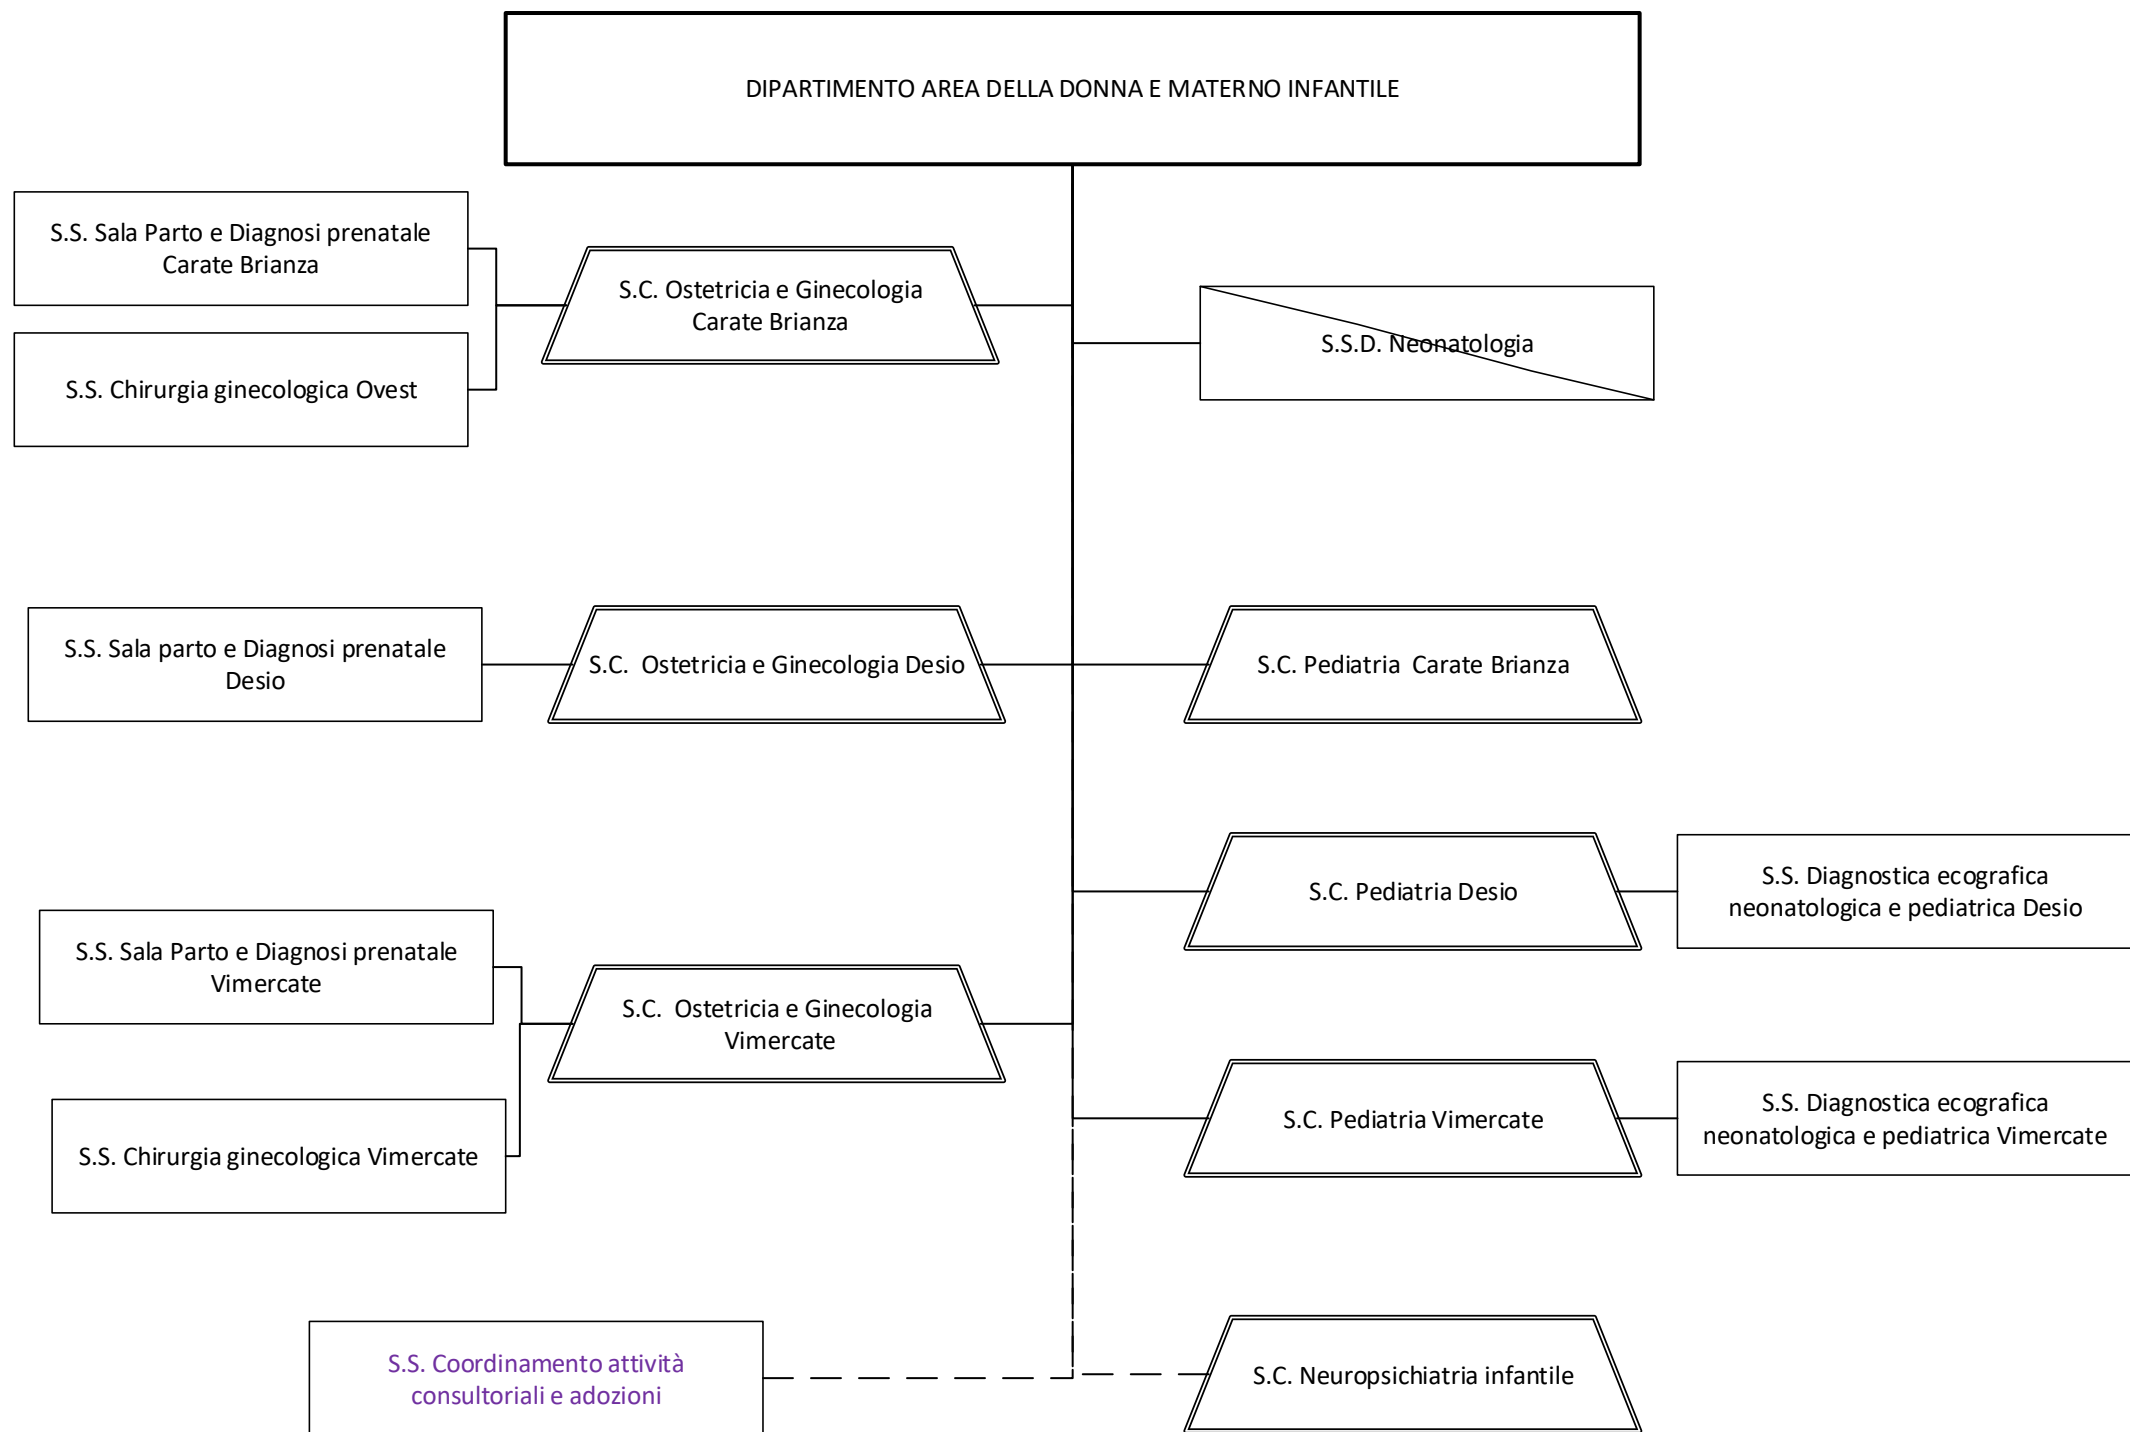 DIPARTIMENTO AREA DELLA DONNA E MATERNO INFANTILE
S.S. Sala Parto e Diagnosi prenatale
Carate Brianza
S.C. Ostetricia e Ginecologia
Carate Brianza
S.S.D. Neonatologia
S.S. Chirurgia ginecologica Ovest
S.S. Sala parto e Diagnosi prenatale
Desio
S.C.  Ostetricia e Ginecologia Desio
S.C. Pediatria  Carate Brianza
S.C. Pediatria Desio
S.S. Diagnostica ecografica
neonatologica e pediatrica Desio
S.S. Sala Parto e Diagnosi prenatale
Vimercate
S.C.  Ostetricia e Ginecologia
Vimercate
S.S. Chirurgia ginecologica Vimercate
S.C. Pediatria Vimercate
S.S. Diagnostica ecografica
neonatologica e pediatrica Vimercate
S.S. Coordinamento attività
consultoriali e adozioni
S.C. Neuropsichiatria infantile